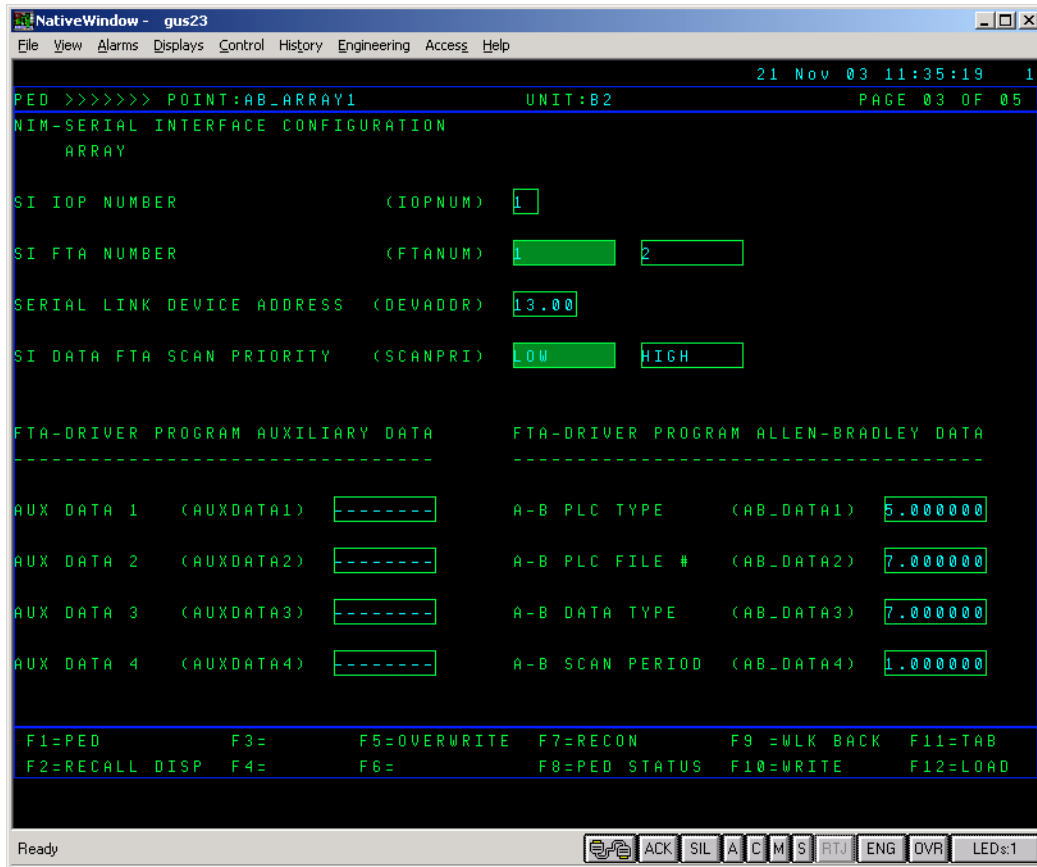 NativeWindow - gus23
File View Alarms Displays Control History Engineering Access Help
21 Nov 03 11:35:19 1
PED >>>>>>> POINT:AB_ARRAY1 UNIT:B2 PAGE 03 OF 05
NIM-SERIAL INTERFACE CONFIGURATION
ARRAY
SI IOP NUMBER (IOPNUM) 1
SI FTA NUMBER (FTANUM) 1 2
SERIAL LINK DEVICE ADDRESS (DEVADDR) 13.00
SI DATA FTA SCAN PRIORITY (SCANPRI) LOW HIGH
FTA-DRIVER PROGRAM AUXILIARY DATA FTA-DRIVER PROGRAM ALLEN-BRADLEY DATA
--------------------------------- -------------------------------------
AUX DATA 1 (AUXDATA1) -------- A-B PLC TYPE (AB_DATA1) 5.000000
AUX DATA 2 (AUXDATA2) -------- A-B PLC FILE # (AB_DATA2) 7.000000
AUX DATA 3 (AUXDATA3) -------- A-B DATA TYPE (AB_DATA3) 7.000000
AUX DATA 4 (AUXDATA4) -------- A-B SCAN PERIOD (AB_DATA4) 1.000000
F1=PED F3= F5=OVERWRITE F7=RECON F9 =WLK BACK F11=TAB
F2=RECALL DISP F4= F6= F8=PED STATUS F10=WRITE F12=LOAD
Ready ACK SIL A C M S RTJ ENG OVR LEDs:1